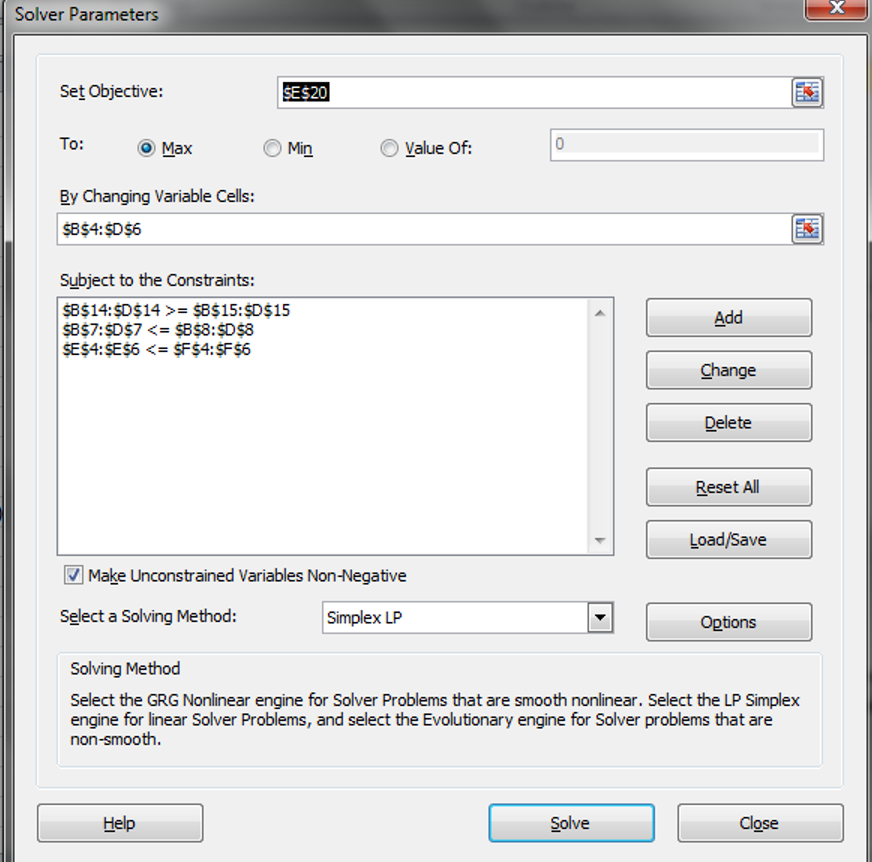 Solver Parameters
Set Objective:
$E$20
To:
Max
Min
Value Of:
0
By Changing Variable Cells:
$B$4:$D$6
Subject to the Constraints:
$B$14:$D$14 >= $B$15:$D$15
$B$7:$D$7 <= $B$8:$D$8
$E$4:$E$6 <= $F$4:$F$6
Add
Change
Delete
Reset All
Load/Save
Make Unconstrained Variables Non-Negative
Select a Solving Method:
Simplex LP
Options
Solving Method
Select the GRG Nonlinear engine for Solver Problems that are smooth nonlinear. Select the LP Simplex
engine for linear Solver Problems, and select the Evolutionary engine for Solver problems that are
non-smooth.
Help
Solve
Close